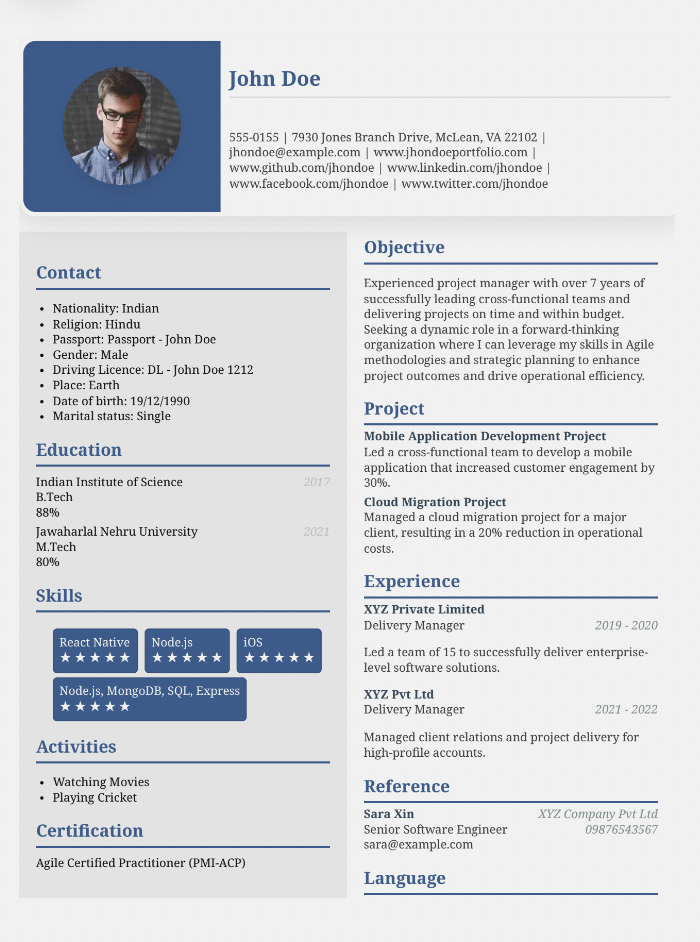 John Doe
555-0155 | 7930 Jones Branch Drive, McLean, VA 22102 |
jhondoe@example.com | www.jhondoeportfolio.com |
www.github.com/jhondoe | www.linkedin.com/jhondoe |
www.facebook.com/jhondoe | www.twitter.com/jhondoe
Contact
• Nationality: Indian
• Religion: Hindu
• Passport: Passport - John Doe
• Gender: Male
• Driving Licence: DL - John Doe 1212
• Place: Earth
• Date of birth: 19/12/1990
• Marital status: Single
Education
Indian Institute of Science 2017
B.Tech
88%
Jawaharlal Nehru University 2021
M.Tech
80%
Skills
React Native
★★★★★
Node.js
★★★★★
iOS
★★★★★
Node.js, MongoDB, SQL, Express
★★★★★
Activities
• Watching Movies
• Playing Cricket
Certification
Agile Certified Practitioner (PMI-ACP)
Objective
Experienced project manager with over 7 years of
successfully leading cross-functional teams and
delivering projects on time and within budget.
Seeking a dynamic role in a forward-thinking
organization where I can leverage my skills in Agile
methodologies and strategic planning to enhance
project outcomes and drive operational efficiency.
Project
Mobile Application Development Project
Led a cross-functional team to develop a mobile
application that increased customer engagement by
30%.
Cloud Migration Project
Managed a cloud migration project for a major
client, resulting in a 20% reduction in operational
costs.
Experience
XYZ Private Limited
Delivery Manager 2019 - 2020
Led a team of 15 to successfully deliver enterprise-
level software solutions.
XYZ Pvt Ltd
Delivery Manager 2021 - 2022
Managed client relations and project delivery for
high-profile accounts.
Reference
Sara Xin XYZ Company Pvt Ltd
Senior Software Engineer 09876543567
sara@example.com
Language